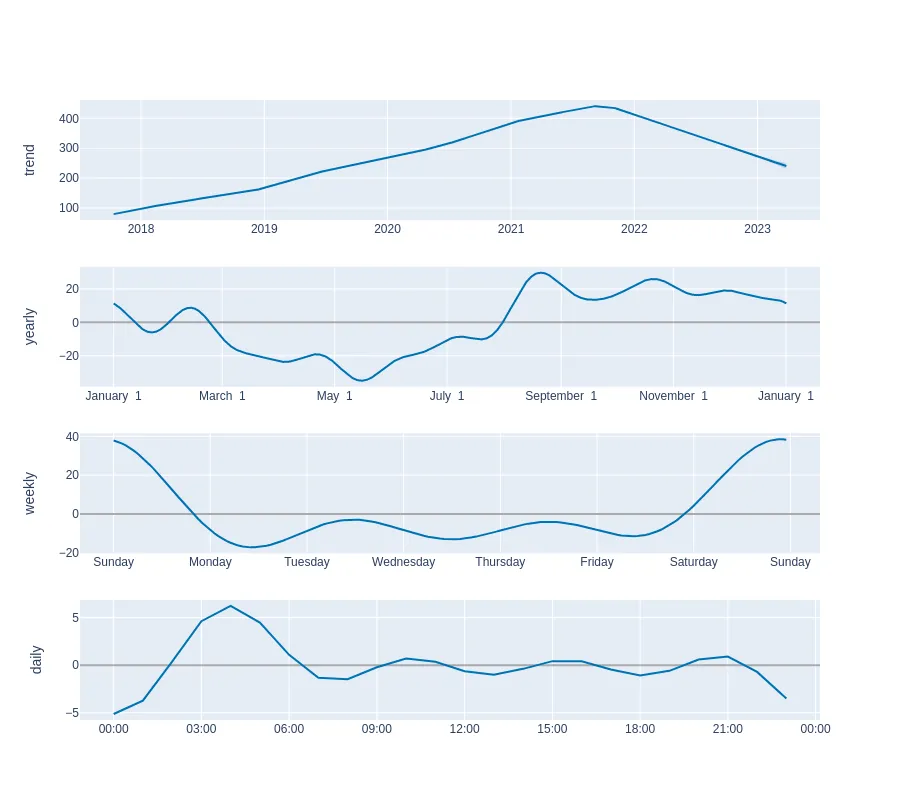 trend
400
300
200
100
2018 2019 2020 2021 2022 2023
yearly
20
0
−20
January 1 March 1 May 1 July 1 September 1 November 1 January 1
weekly
40
20
0
−20
Sunday Monday Tuesday Wednesday Thursday Friday Saturday Sunday
daily
5
0
−5
00:00 03:00 06:00 09:00 12:00 15:00 18:00 21:00 00:00